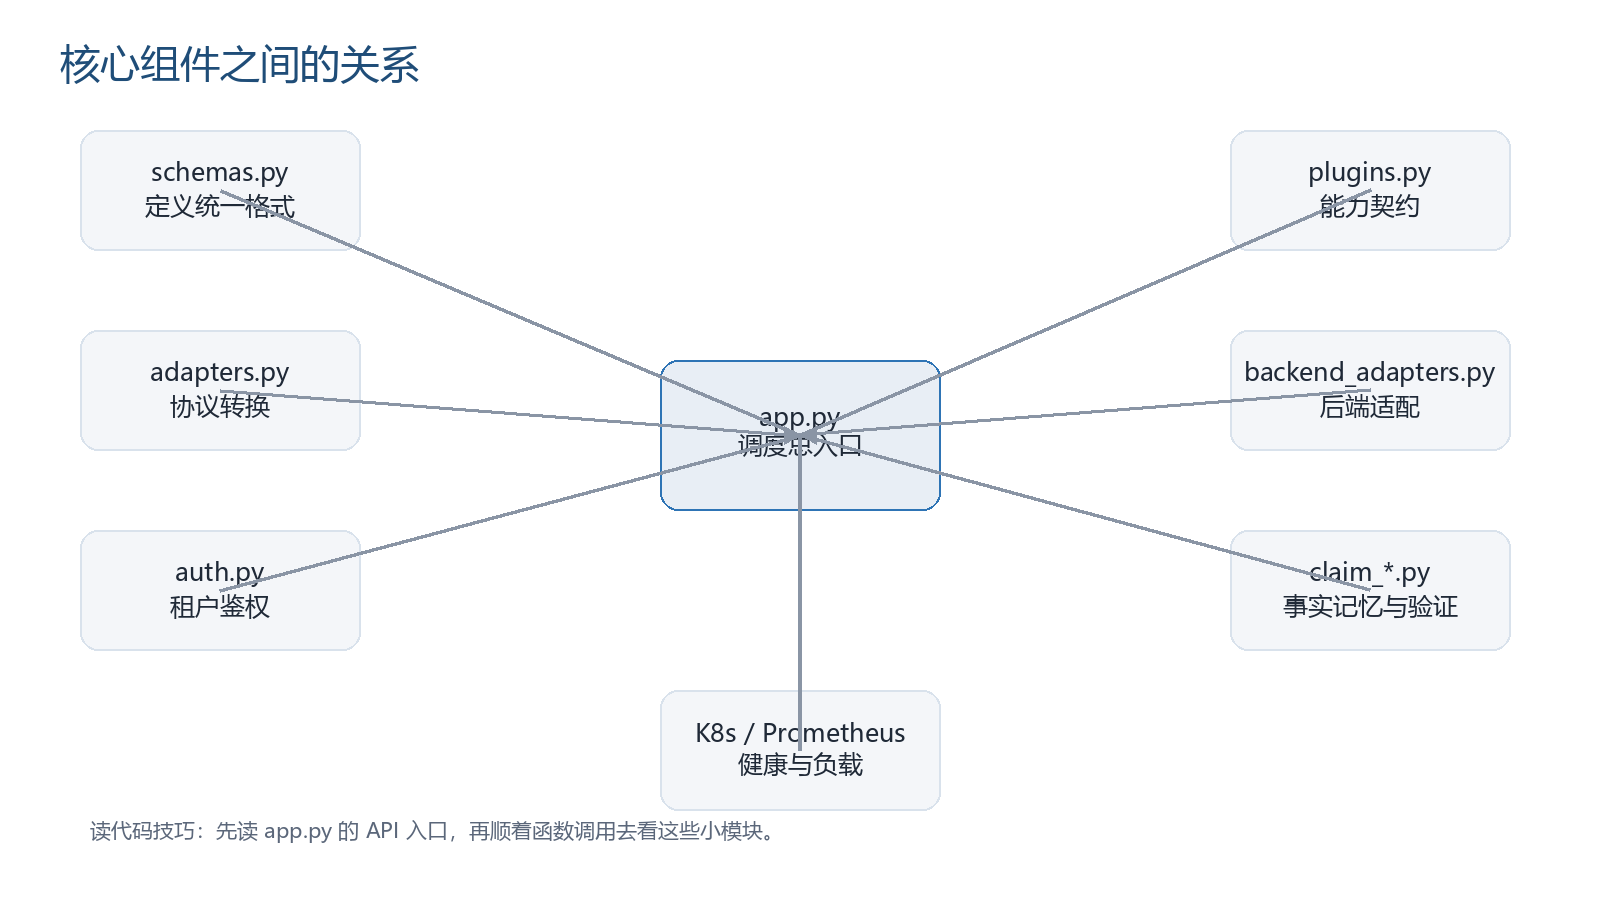 核心组件之间的关系
schemas.py
定义统一格式
plugins.py
能力契约
adapters.py
协议转换
app.py
调度总入口
backend_adapters.py
后端适配
auth.py
租户鉴权
claim_*.py
事实记忆与验证
K8s / Prometheus
健康与负载
读代码技巧：先读 app.py 的 API 入口，再顺着函数调用去看这些小模块。